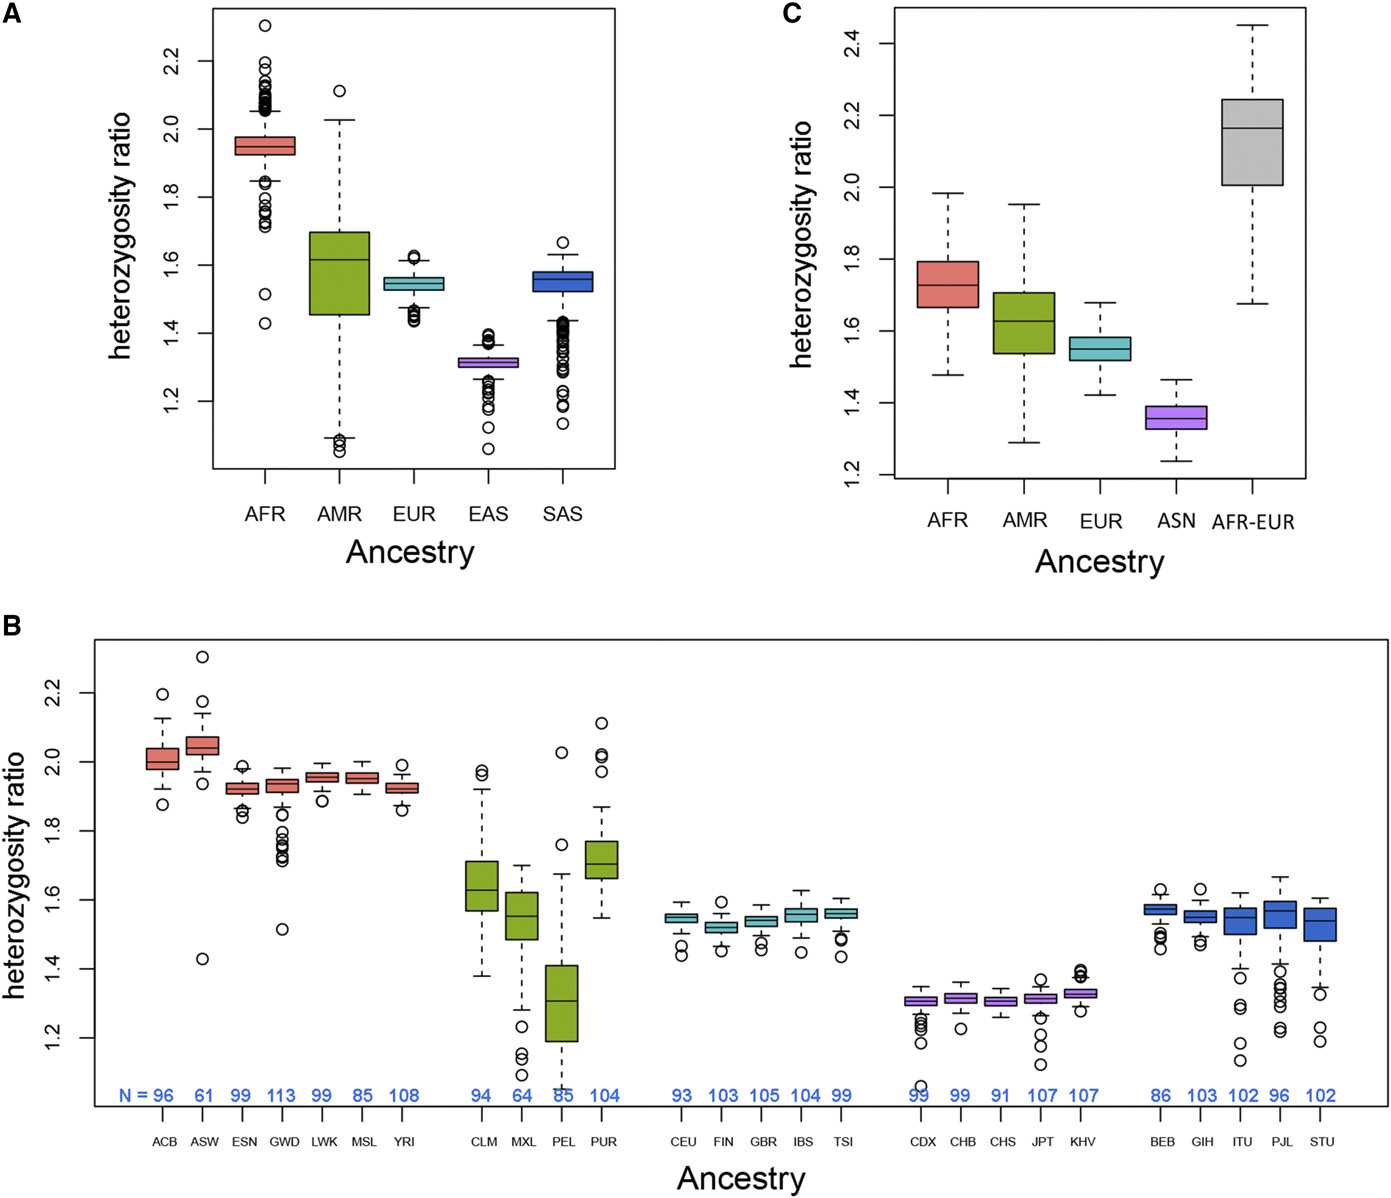 A
heterozygosity ratio
2.2
2.0
1.8
1.6
1.4
1.2
AFR AMR EUR EAS SAS
Ancestry
C
heterozygosity ratio
2.4
2.2
2.0
1.8
1.6
1.4
1.2
AFR AMR EUR ASN AFR-EUR
Ancestry
B
heterozygosity ratio
2.2
2.0
1.8
1.6
1.4
1.2
N = 96 61 99 113 99 85 108 94 64 85 104 93 103 105 104 99 99 99 91 107 107 86 103 102 96 102
ACB ASW ESN GWD LWK MSL YRI CLM MXL PEL PUR CEU FIN GBR IBS TSI CDX CHB CHS JPT KHV BEB GIH ITU PJL STU
Ancestry